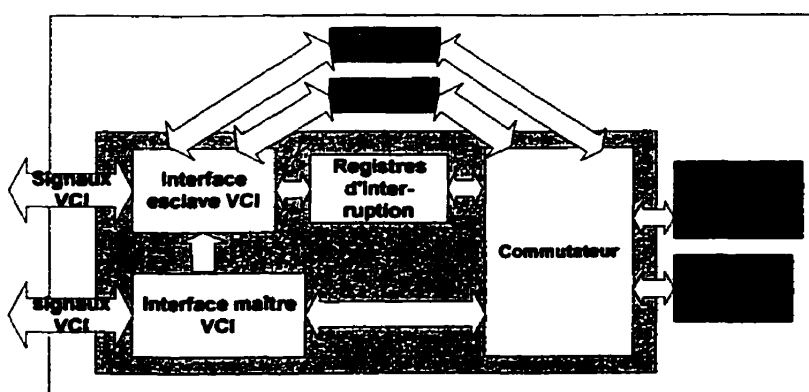 Signaux
VCI
Interface
esclave VCI
Registres
d'inter-
ruption
Commutateur
signaux
VCI
Interface maître
VCI